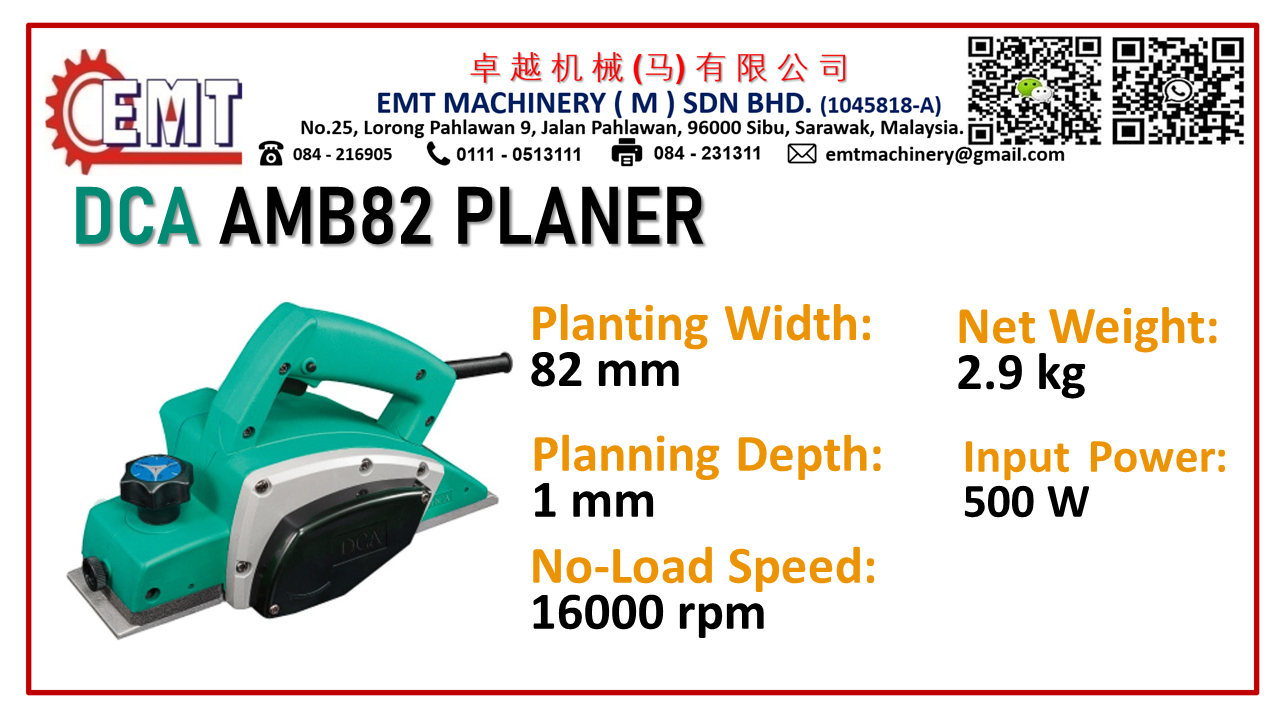 EMT
卓越机械(马)有限公司
EMT MACHINERY ( M ) SDN BHD. (1045818-A)
No.25, Lorong Pahlawan 9, Jalan Pahlawan, 96000 Sibu, Sarawak, Malaysia.
084 - 216905 0111 - 0513111 084 - 231311 emtmachinery@gmail.com
DCA AMB82 PLANER
Planting Width:
82 mm
Net Weight:
2.9 kg
Planning Depth:
1 mm
Input Power:
500 W
No-Load Speed:
16000 rpm
DCA
DCA